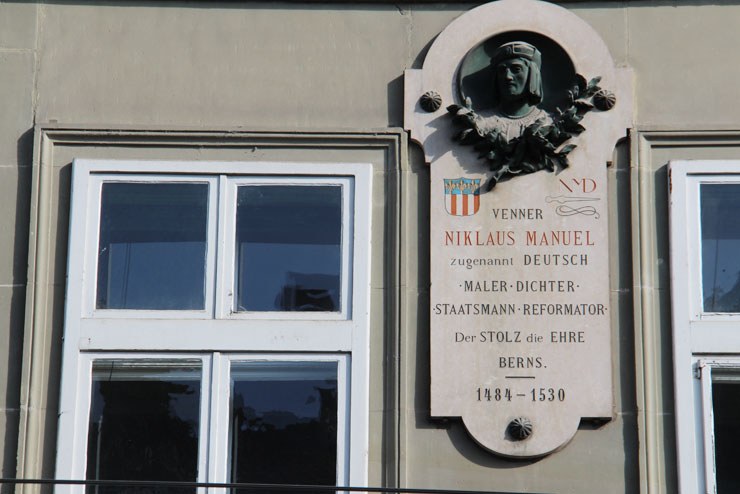 NMD
VENNER
NIKLAUS MANUEL
zugenannt DEUTSCH
·MALER·DICHTER·
·STAATSMANN·REFORMATOR·
Der STOLZ die EHRE
BERNS.
1484–1530